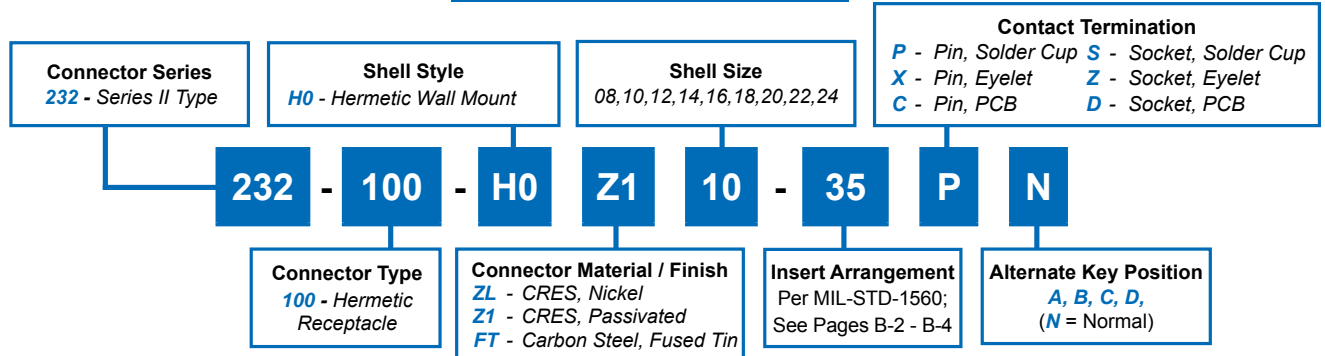 Connector Series
232 - Series II Type
Shell Style
H0 - Hermetic Wall Mount
Shell Size
08,10,12,14,16,18,20,22,24
Contact Termination
P - Pin, Solder Cup S - Socket, Solder Cup
X - Pin, Eyelet Z - Socket, Eyelet
C - Pin, PCB D - Socket, PCB
232 - 100 - H0 Z1 10 - 35 P N
Connector Type
100 - Hermetic
Receptacle
Connector Material / Finish
ZL - CRES, Nickel
Z1 - CRES, Passivated
FT - Carbon Steel, Fused Tin
Insert Arrangement
Per MIL-STD-1560;
See Pages B-2 - B-4
Alternate Key Position
A, B, C, D,
(N = Normal)